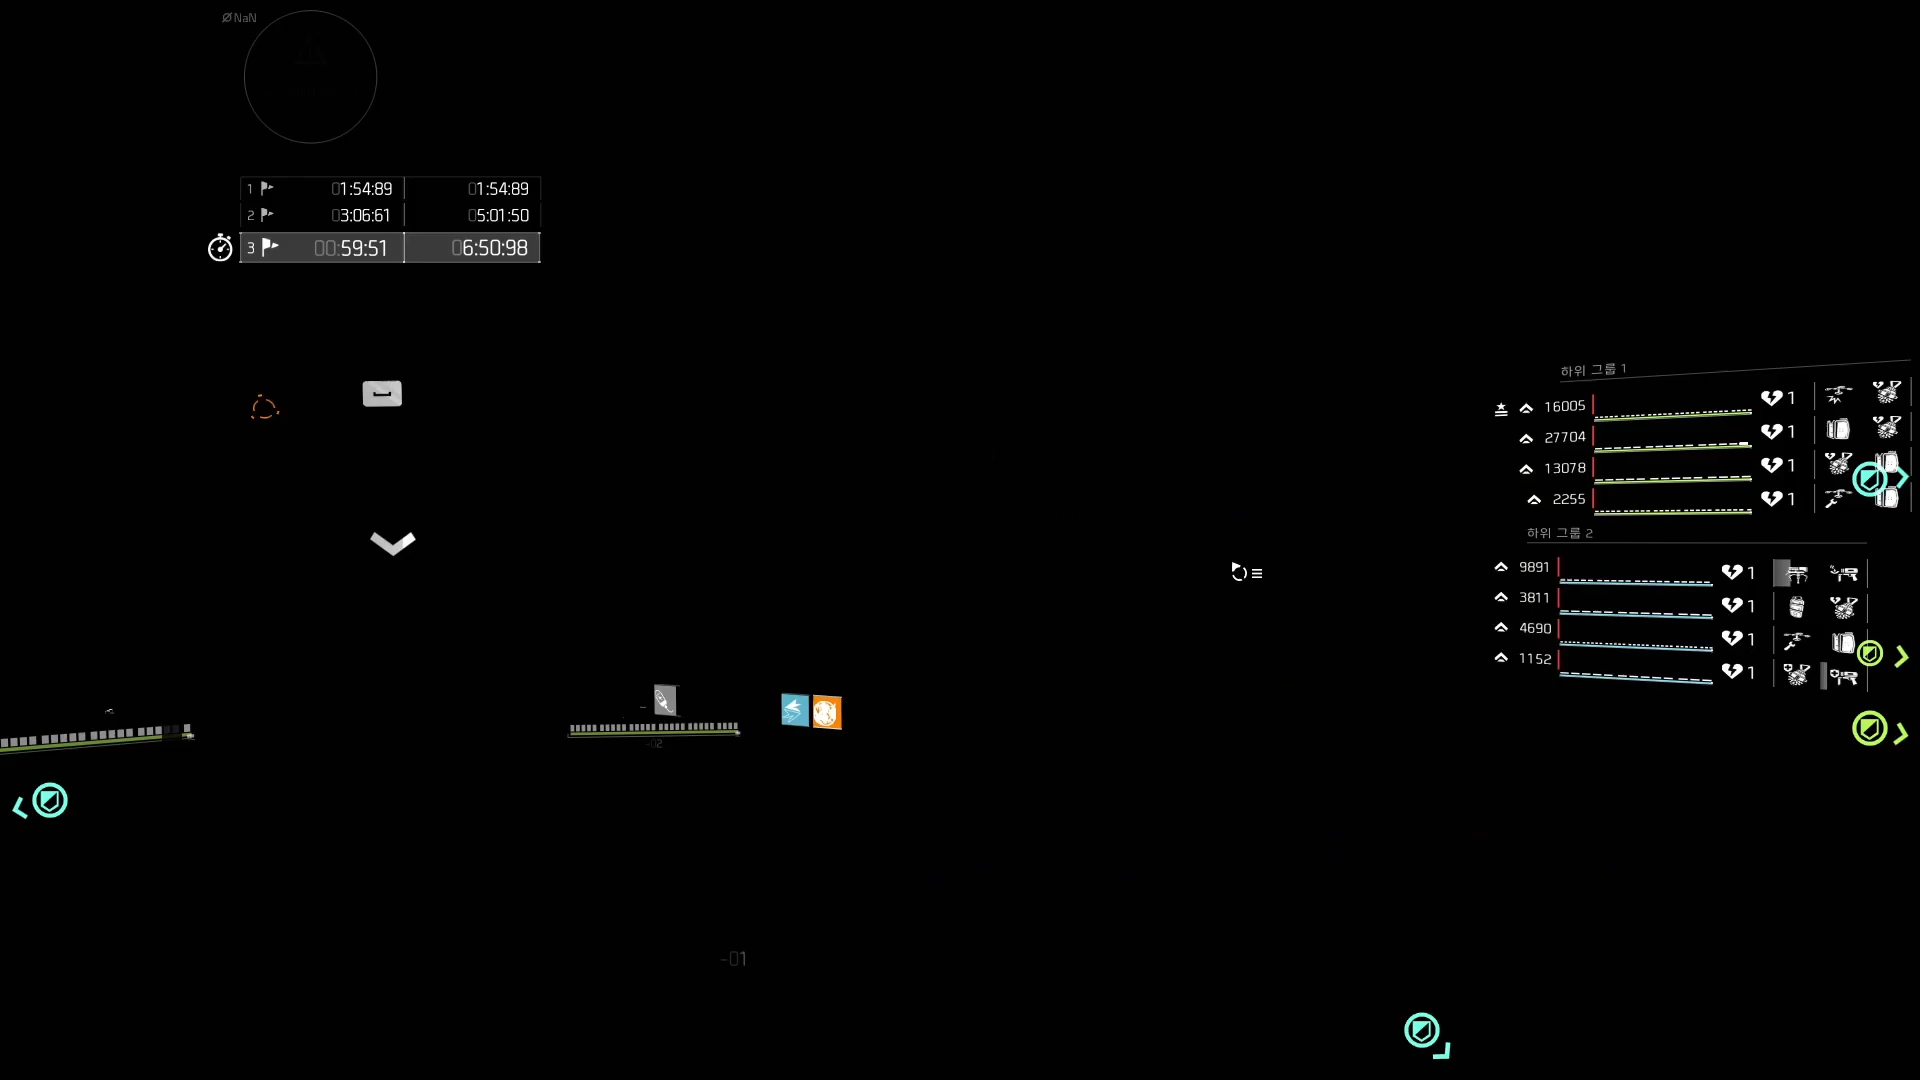 ØNaN
1 01:54:89 01:54:89
2 03:06:61 05:01:50
3 00:59:51 06:50:98
하위 그룹 1
16005 1
27704 1
13078 1
2255 1
하위 그룹 2
9891 1
3811 1
4690 1
1152 1
-02
-01